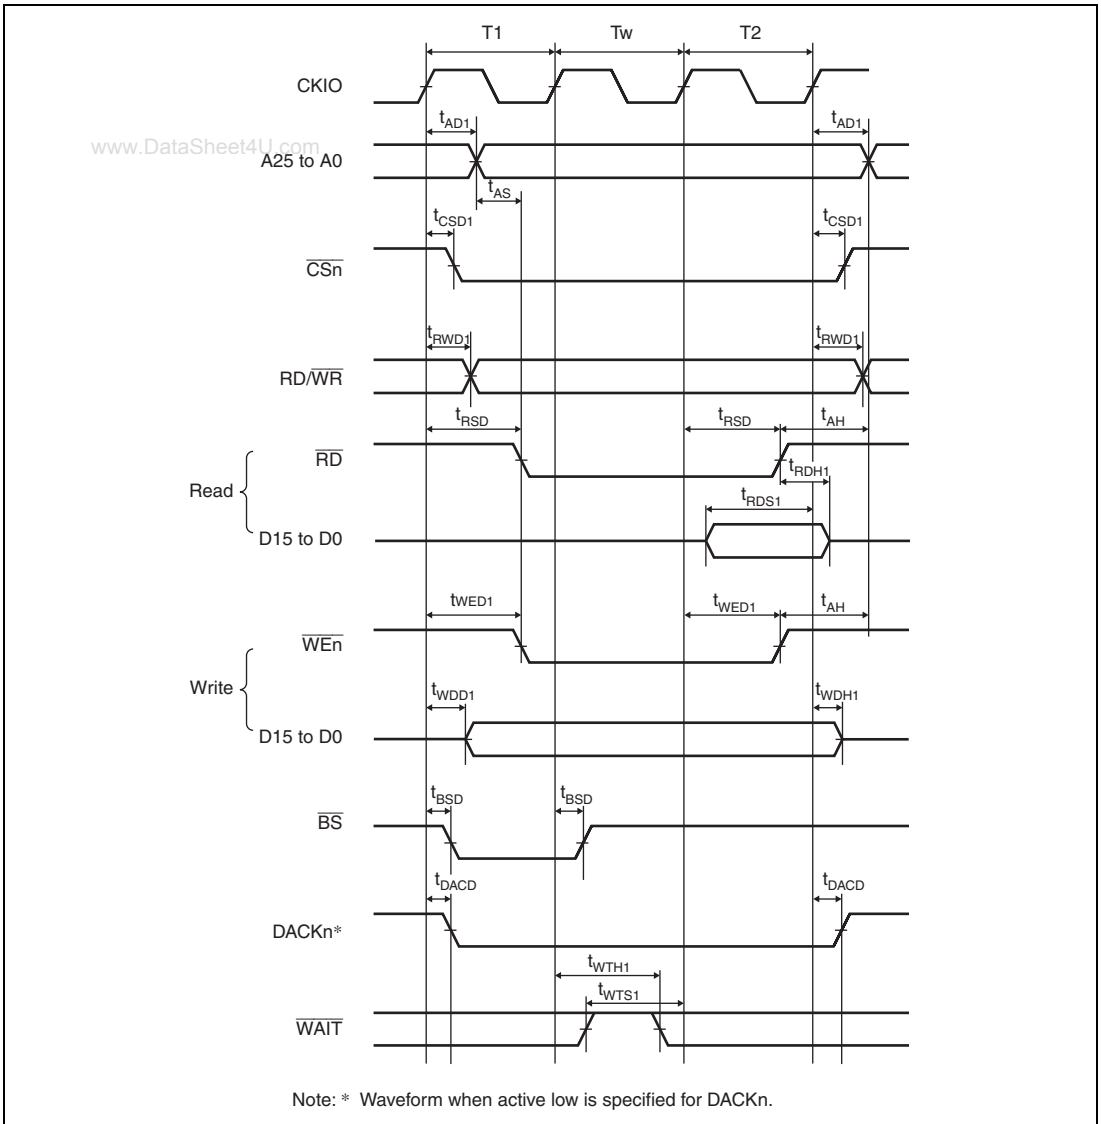 T1 Tw T2
CKIO
tAD1 tAD1
www.DataSheet4U.com
A25 to A0
tAS
tCSD1 tCSD1
CSn
tRWD1 tRWD1
RD/WR
tRSD tRSD tAH
RD
tRDH1
Read
tRDS1
D15 to D0
tWED1 tWED1 tAH
WEn
Write
tWDD1 tWDH1
D15 to D0
tBSD tBSD
BS
tDACD tDACD
DACKn*
tWTH1
tWTS1
WAIT
Note: * Waveform when active low is specified for DACKn.